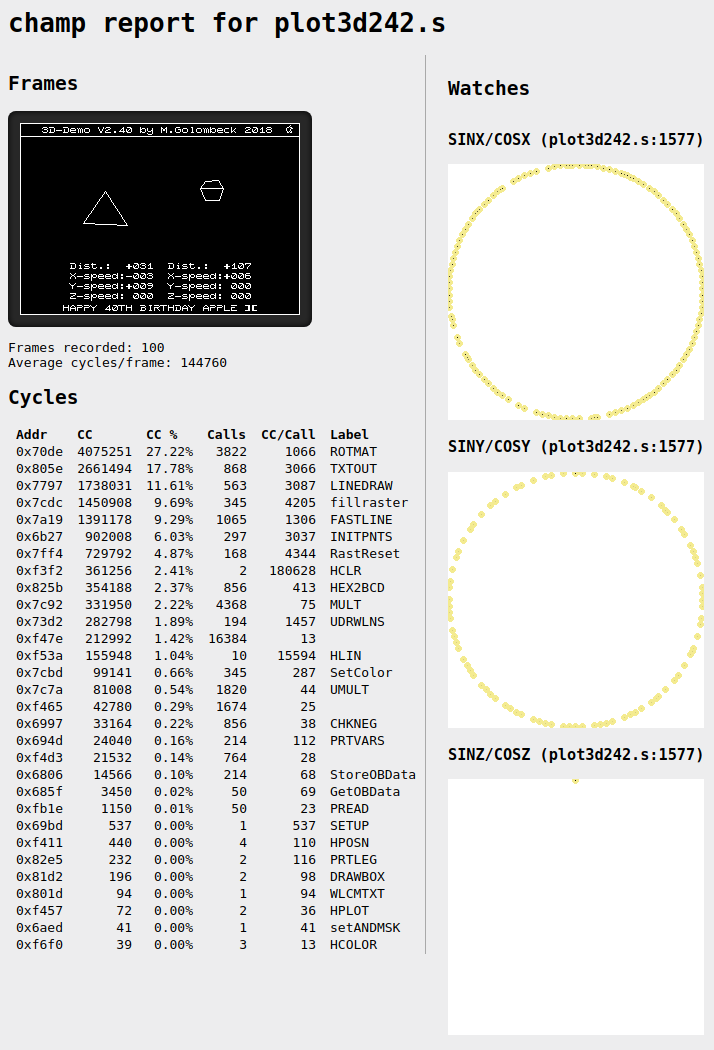 champ report for plot3d242.s
Frames
3D-Demo V2.40 by M.Golombeck 2018
Dist.: +031 Dist.: +107
X-speed:-003 X-speed:+006
Y-speed:+009 Y-speed: 000
Z-speed: 000 Z-speed: 000
HAPPY 40TH BIRTHDAY APPLE ][
Frames recorded: 100
Average cycles/frame: 144760
Cycles
Addr CC CC % Calls CC/Call Label
0x70de 4075251 27.22% 3822 1066 ROTMAT
0x805e 2661494 17.78% 868 3066 TXTOUT
0x7797 1738031 11.61% 563 3087 LINEDRAW
0x7cdc 1450908 9.69% 345 4205 fillraster
0x7a19 1391178 9.29% 1065 1306 FASTLINE
0x6b27 902008 6.03% 297 3037 INITPNTS
0x7ff4 729792 4.87% 168 4344 RastReset
0xf3f2 361256 2.41% 2 180628 HCLR
0x825b 354188 2.37% 856 413 HEX2BCD
0x7c92 331950 2.22% 4368 75 MULT
0x73d2 282798 1.89% 194 1457 UDRWLNS
0xf47e 212992 1.42% 16384 13
0xf53a 155948 1.04% 10 15594 HLIN
0x7cbd 99141 0.66% 345 287 SetColor
0x7c7a 81008 0.54% 1820 44 UMULT
0xf465 42780 0.29% 1674 25
0x6997 33164 0.22% 856 38 CHKNEG
0x694d 24040 0.16% 214 112 PRTVARS
0xf4d3 21532 0.14% 764 28
0x6806 14566 0.10% 214 68 StoreOBData
0x685f 3450 0.02% 50 69 GetOBData
0xfb1e 1150 0.01% 50 23 PREAD
0x69bd 537 0.00% 1 537 SETUP
0xf411 440 0.00% 4 110 HPOSN
0x82e5 232 0.00% 2 116 PRTLEG
0x81d2 196 0.00% 2 98 DRAWBOX
0x801d 94 0.00% 1 94 WLCMTXT
0xf457 72 0.00% 2 36 HPLOT
0x6aed 41 0.00% 1 41 setANDMSK
0xf6f0 39 0.00% 3 13 HCOLOR
Watches
SINX/COSX (plot3d242.s:1577)
SINY/COSY (plot3d242.s:1577)
SINZ/COSZ (plot3d242.s:1577)